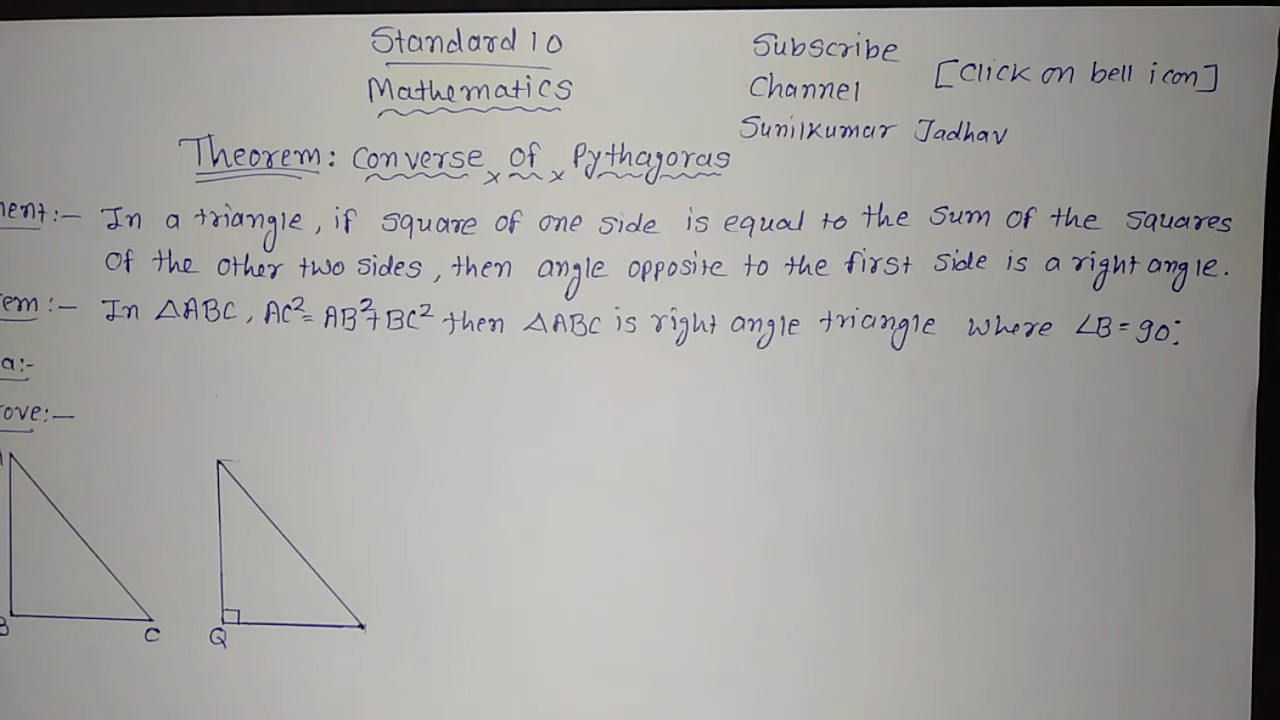 Standard 10
Mathematics
Subscribe
Channel
[Click on bell icon]
Sunilkumar Jadhav
Theorem: Converse of Pythagoras
ment:- In a triangle, if square of one side is equal to the sum of the squares
of the other two sides, then angle opposite to the first side is a right angle.
em:- In △ABC, AC²= AB²+BC² then △ABC is right angle triangle where ∠B=90°.
a:-
rove:-
B
C
Q